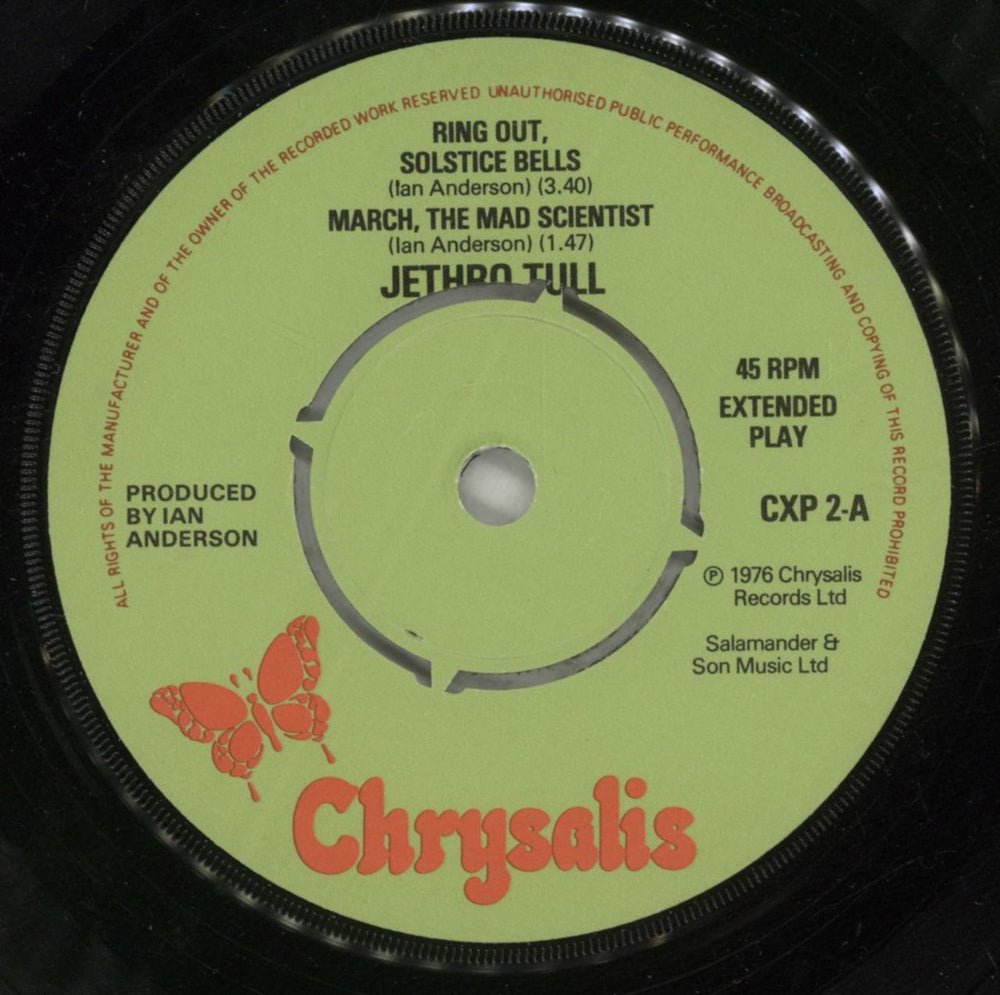 ALL RIGHTS OF THE MANUFACTURER AND OF THE OWNER OF THE RECORDED WORK RESERVED UNAUTHORISED PUBLIC PERFORMANCE BROADCASTING AND COPYING OF THIS RECORD PROHIBITED
RING OUT,
SOLSTICE BELLS
(Ian Anderson) (3.40)
MARCH, THE MAD SCIENTIST
(Ian Anderson) (1.47)
JETHRO TULL
45 RPM
EXTENDED
PLAY
PRODUCED
BY IAN
ANDERSON
CXP 2-A
℗ 1976 Chrysalis
Records Ltd
Salamander &
Son Music Ltd
Chrysalis